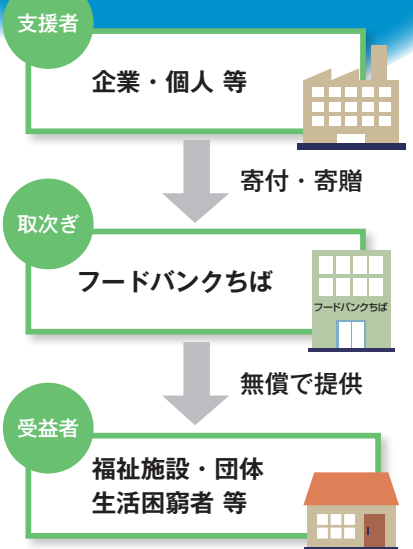 支援者
企業・個人 等
寄付・寄贈
取次ぎ
フードバンクちば
フードバンクちば
無償で提供
受益者
福祉施設・団体
生活困窮者 等